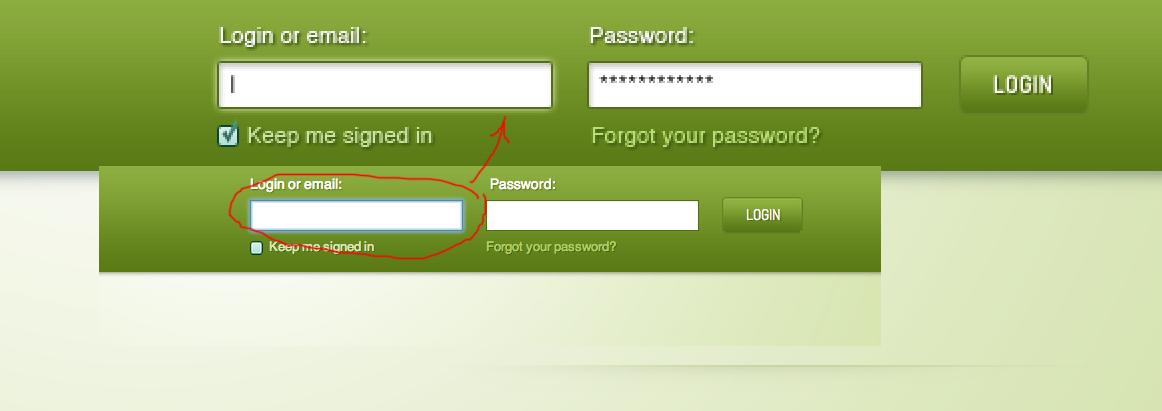 Login or email: Password:
************ LOGIN
Keep me signed in Forgot your password?
Login or email: Password:
LOGIN
Keep me signed in Forgot your password?